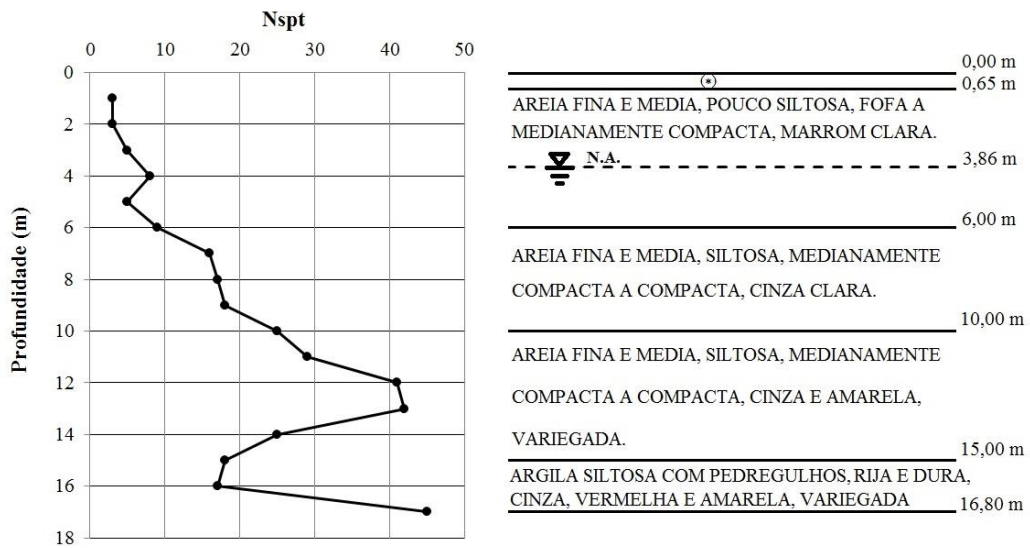 Nspt
0 10 20 30 40 50
Profundidade (m)
0
2
4
6
8
10
12
14
16
18
0,00 m
0,65 m
AREIA FINA E MEDIA, POUCO SILTOSA, FOFA A
MEDIANAMENTE COMPACTA, MARROM CLARA.
N.A.
3,86 m
6,00 m
AREIA FINA E MEDIA, SILTOSA, MEDIANAMENTE
COMPACTA A COMPACTA, CINZA CLARA.
10,00 m
AREIA FINA E MEDIA, SILTOSA, MEDIANAMENTE
COMPACTA A COMPACTA, CINZA E AMARELA,
VARIEGADA.
15,00 m
ARGILA SILTOSA COM PEDREGULHOS, RIJA E DURA,
CINZA, VERMELHA E AMARELA, VARIEGADA
16,80 m